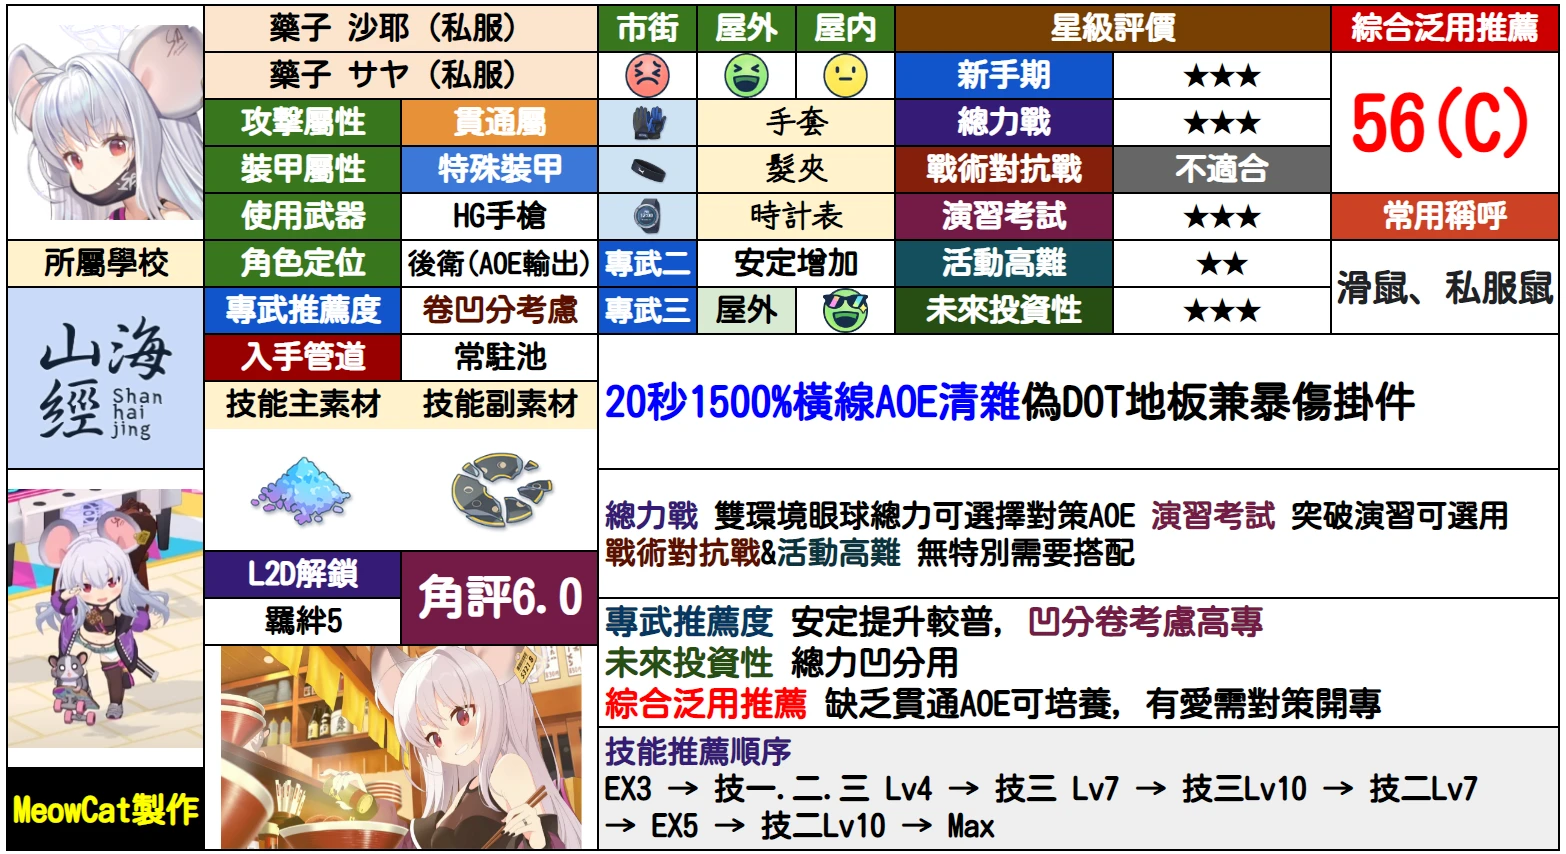 藥子 沙耶 (私服)
藥子 サヤ (私服)
市街
屋外
屋内
星級評價
綜合泛用推薦
新手期
★★★
56(C)
攻擊屬性
貫通屬
手套
總力戰
★★★
裝甲屬性
特殊裝甲
髮夾
戰術對抗戰
不適合
使用武器
HG手槍
時計表
演習考試
★★★
常用稱呼
所屬學校
角色定位
後衛(AOE輸出)
專武二
安定增加
活動高難
★★
滑鼠、私服鼠
專武推薦度
卷凹分考慮
專武三
屋外
未來投資性
★★★
山海
經
Shan
hai
jing
入手管道
常駐池
20秒1500%橫線AOE清雜偽DOT地板兼暴傷掛件
技能主素材
技能副素材
總力戰 雙環境眼球總力可選擇對策AOE 演習考試 突破演習可選用
戰術對抗戰&活動高難 無特別需要搭配
L2D解鎖
羈絆5
角評6.0
專武推薦度 安定提升較普, 凹分卷考慮高專
未來投資性 總力凹分用
綜合泛用推薦 缺乏貫通AOE可培養, 有愛需對策開專
技能推薦順序
EX3 → 技一.二.三 Lv4 → 技三 Lv7 → 技三Lv10 → 技二Lv7
→ EX5 → 技二Lv10 → Max
MeowCat製作